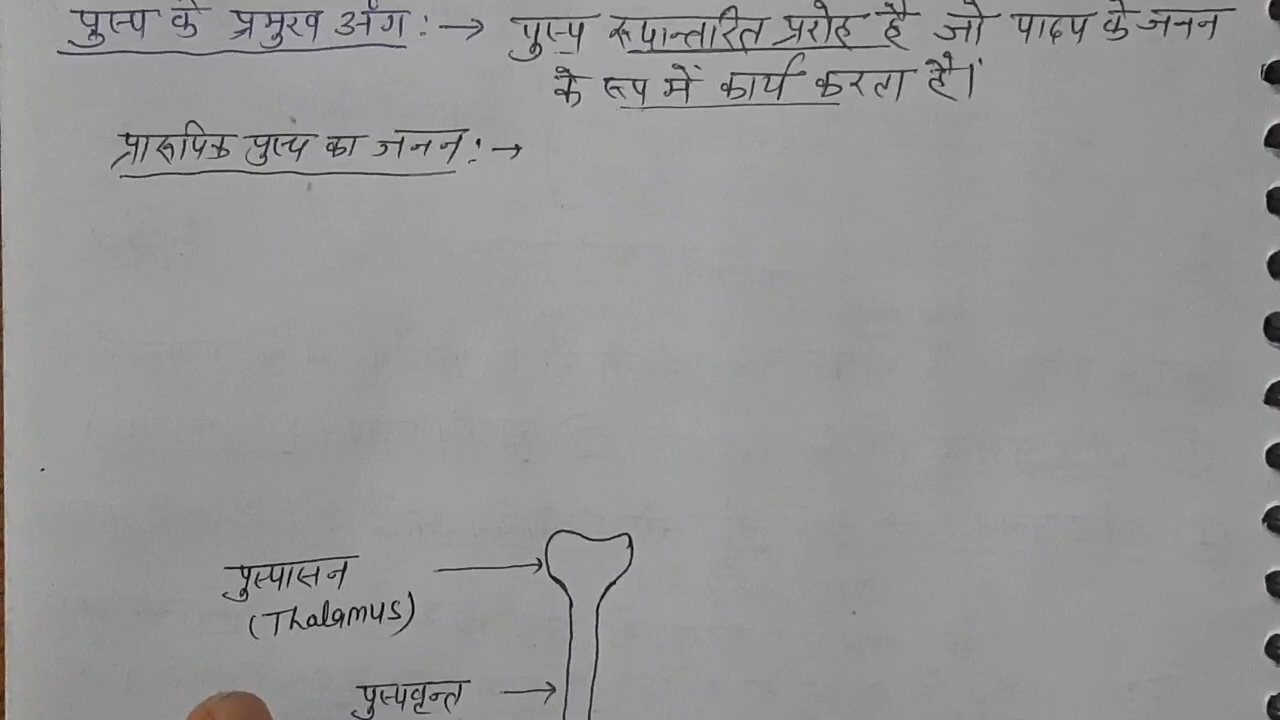 पुष्प के प्रमुख अंग :→ पुष्प रूपान्तरित प्ररोह है जो पादप के जनन
के रूप में कार्य करता है।
प्रारूपिक पुष्प का जनन :→
पुष्पासन
(Thalamus)
पुष्पवृन्त